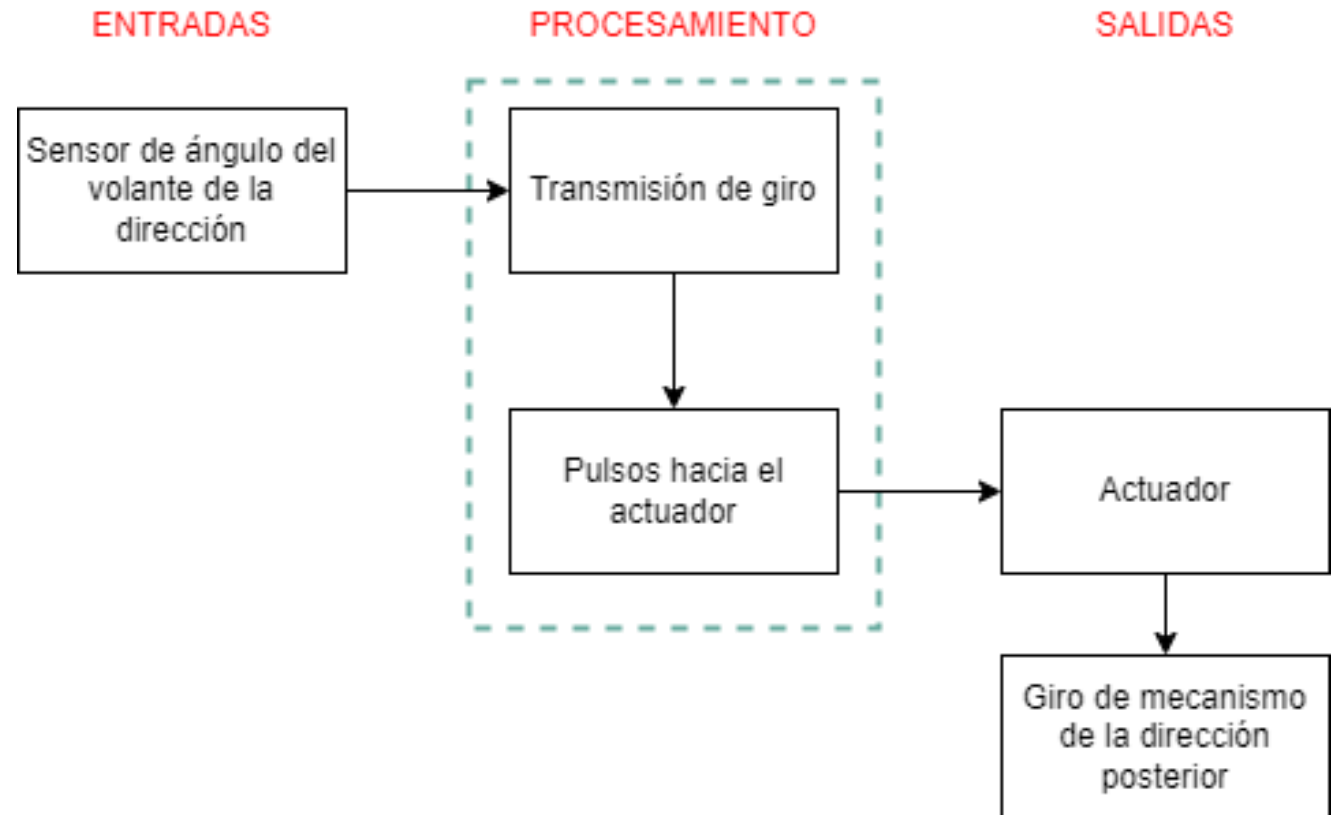 ENTRADAS
PROCESAMIENTO
SALIDAS
Sensor de ángulo del
volante de la
dirección
Transmisión de giro
Pulsos hacia el
actuador
Actuador
Giro de mecanismo
de la dirección
posterior